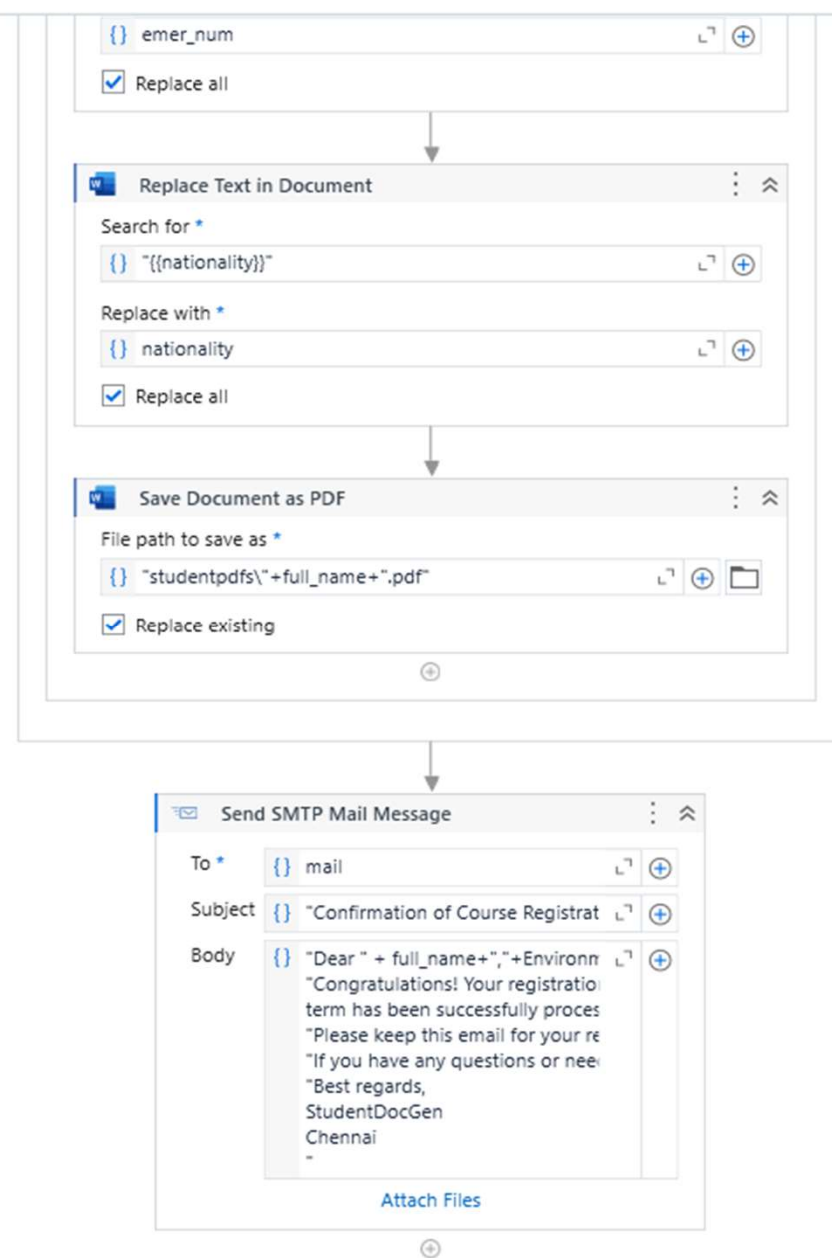 {} emer_num
Replace all
Replace Text in Document
Search for *
{} "{{nationality}}"
Replace with *
{} nationality
Replace all
Save Document as PDF
File path to save as *
{} "studentpdfs\"+full_name+".pdf"
Replace existing
Send SMTP Mail Message
To * {} mail
Subject {} "Confirmation of Course Registrat
Body {} "Dear " + full_name+","+Environm
"Congratulations! Your registratio
term has been successfully proces
"Please keep this email for your re
"If you have any questions or nee
"Best regards,
StudentDocGen
Chennai
"
Attach Files